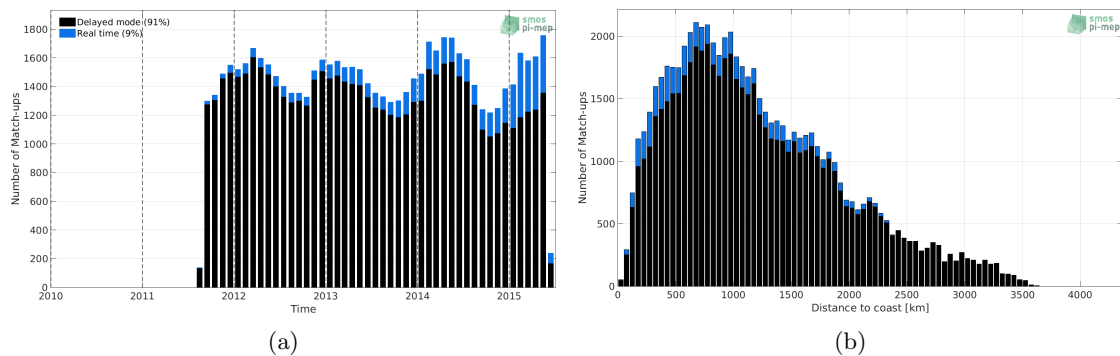 Delayed mode (91%)
Real time (9%)
smos
pi-mep
Number of Match-ups
1800
1600
1400
1200
1000
800
600
400
200
0
2010 2011 2012 2013 2014 2015
Time
(a)
smos
pi-mep
Number of Match-ups
2000
1500
1000
500
0
0 500 1000 1500 2000 2500 3000 3500 4000
Distance to coast [km]
(b)